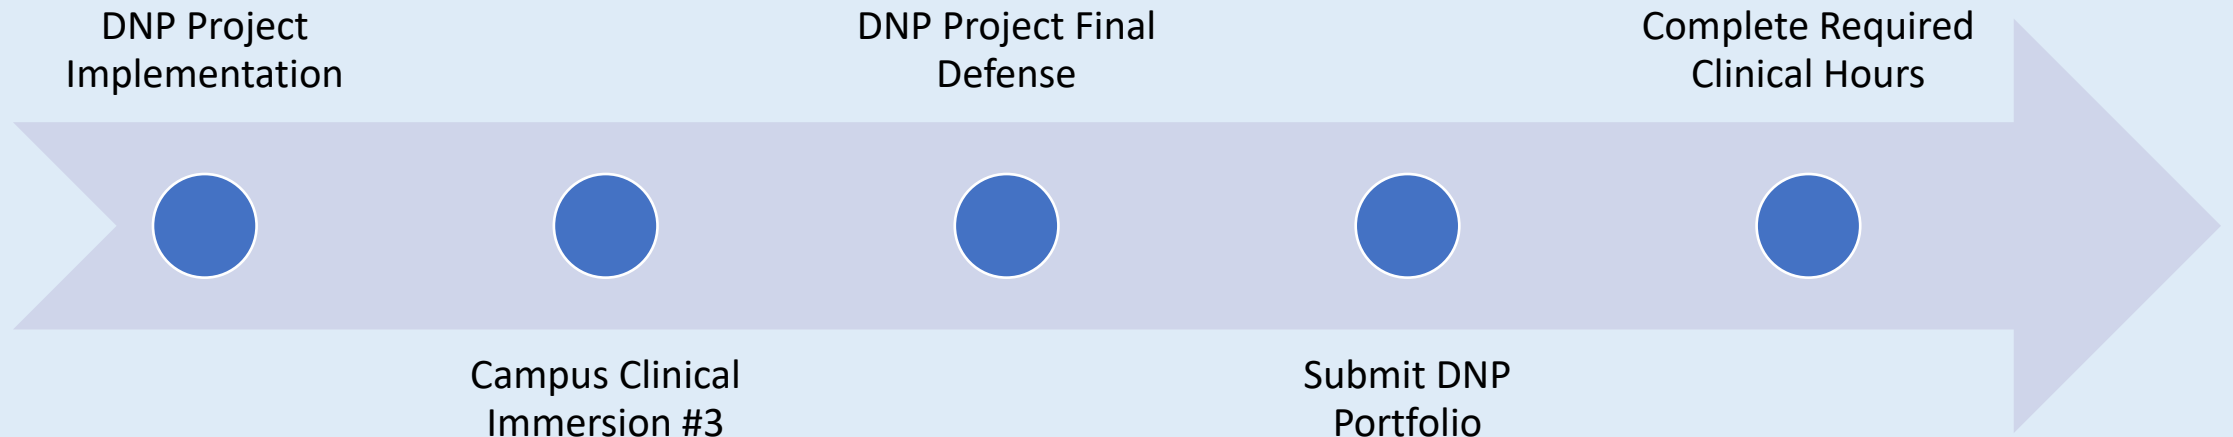 DNP Project
Implementation
Campus Clinical
Immersion #3
DNP Project Final
Defense
Submit DNP
Portfolio
Complete Required
Clinical Hours